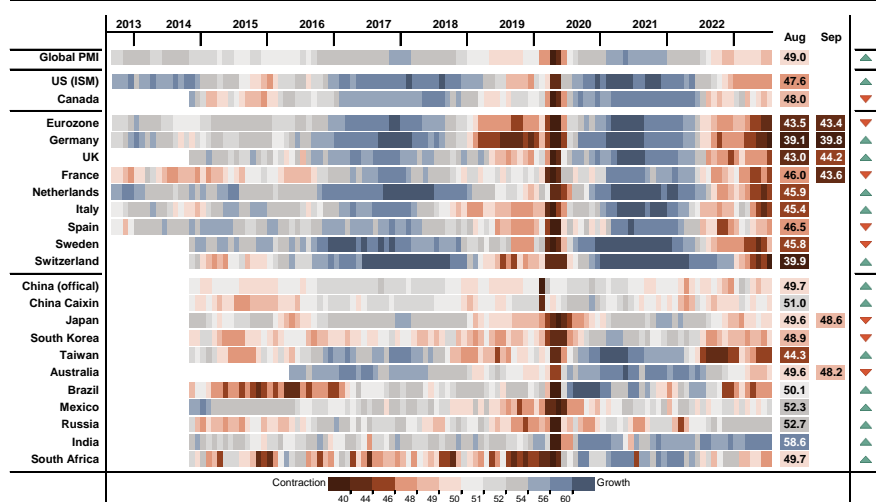 2013 2014 2015 2016 2017 2018 2019 2020 2021 2022
Aug Sep
Global PMI 49.0
US (ISM) 47.6
Canada 48.0
Eurozone 43.5 43.4
Germany 39.1 39.8
UK 43.0 44.2
France 46.0 43.6
Netherlands 45.9
Italy 45.4
Spain 46.5
Sweden 45.8
Switzerland 39.9
China (offical) 49.7
China Caixin 51.0
Japan 49.6 48.6
South Korea 48.9
Taiwan 44.3
Australia 49.6 48.2
Brazil 50.1
Mexico 52.3
Russia 52.7
India 58.6
South Africa 49.7
Contraction Growth
40 44 46 48 49 50 51 52 54 56 60